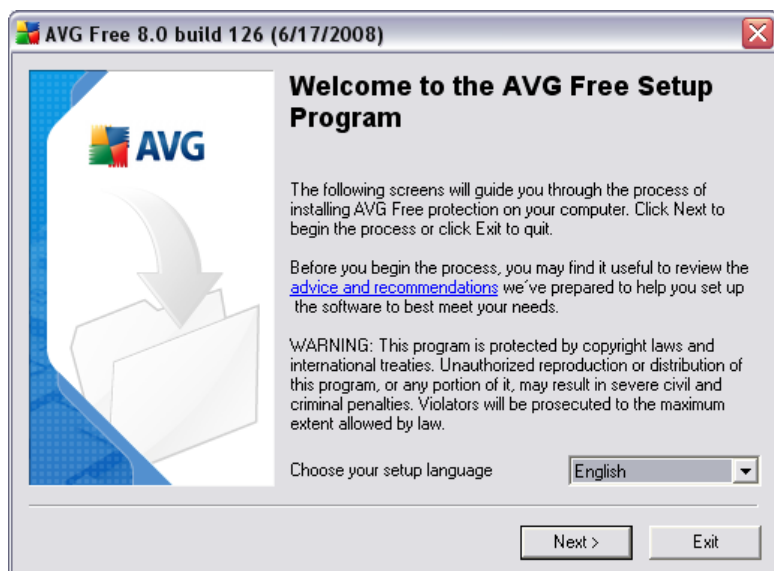 AVG Free 8.0 build 126 (6/17/2008)
AVG
Welcome to the AVG Free Setup
Program
The following screens will guide you through the process of
installing AVG Free protection on your computer. Click Next to
begin the process or click Exit to quit.
Before you begin the process, you may find it useful to review the
advice and recommendations we´ve prepared to help you set up
the software to best meet your needs.
WARNING: This program is protected by copyright laws and
international treaties. Unauthorized reproduction or distribution of
this program, or any portion of it, may result in severe civil and
criminal penalties. Violators will be prosecuted to the maximum
extent allowed by law.
Choose your setup language English
Next > Exit